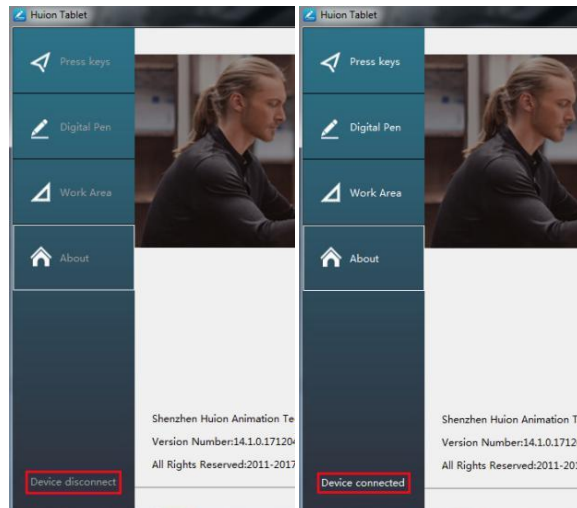 Huion Tablet
Press keys
Digital Pen
Work Area
About
Shenzhen Huion Animation
Version Number:14.1.0.17120
All Rights Reserved:2011-2017
Device disconnect
Huion Tablet
Press keys
Digital Pen
Work Area
About
Shenzhen Huion Animation
Version Number:14.1.0.1712
All Rights Reserved:2011-20
Device connected